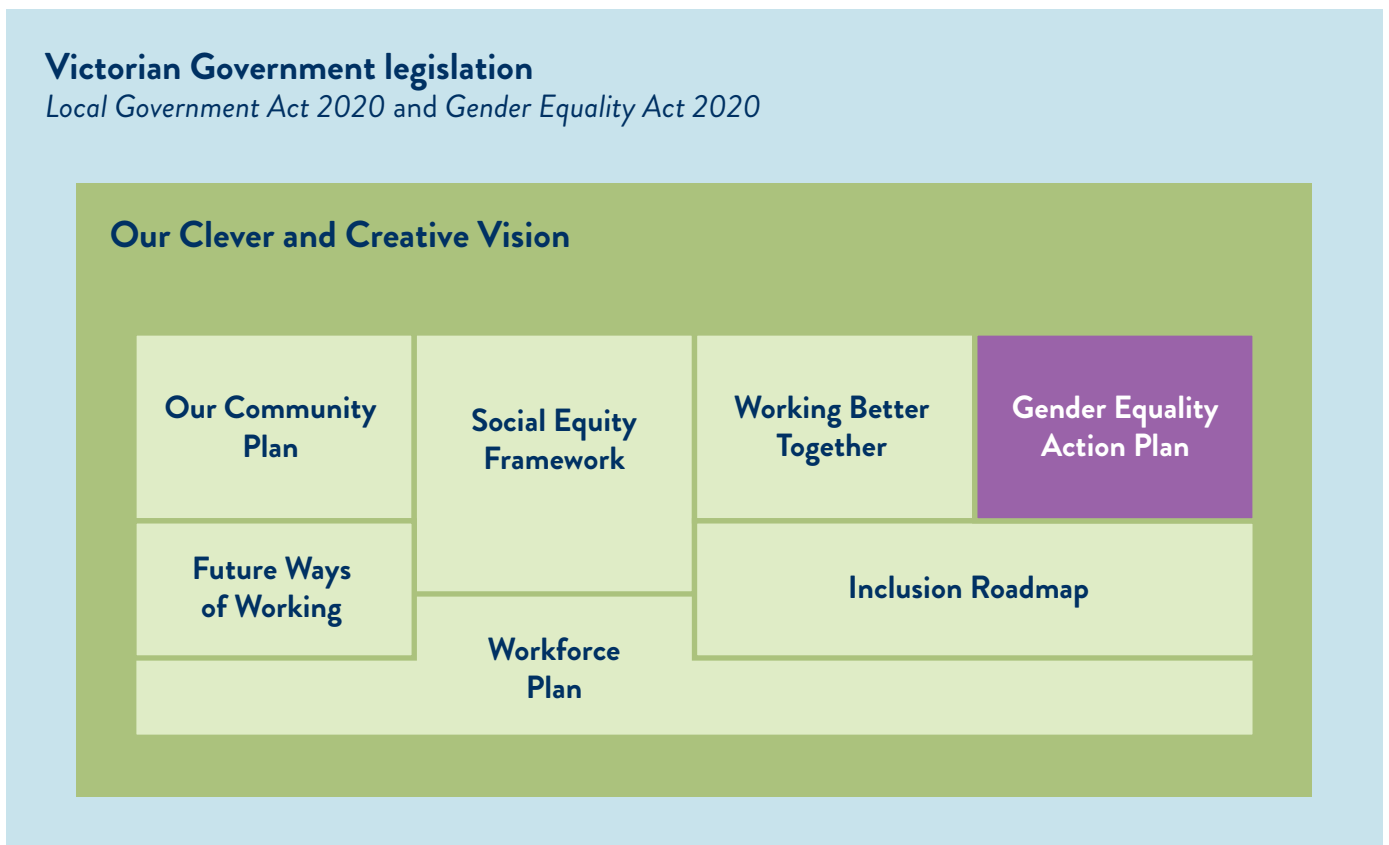 Victorian Government legislation
Local Government Act 2020 and Gender Equality Act 2020
Our Clever and Creative Vision
Our Community
Plan
Social Equity
Framework
Working Better
Together
Gender Equality
Action Plan
Future Ways
of Working
Inclusion Roadmap
Workforce
Plan